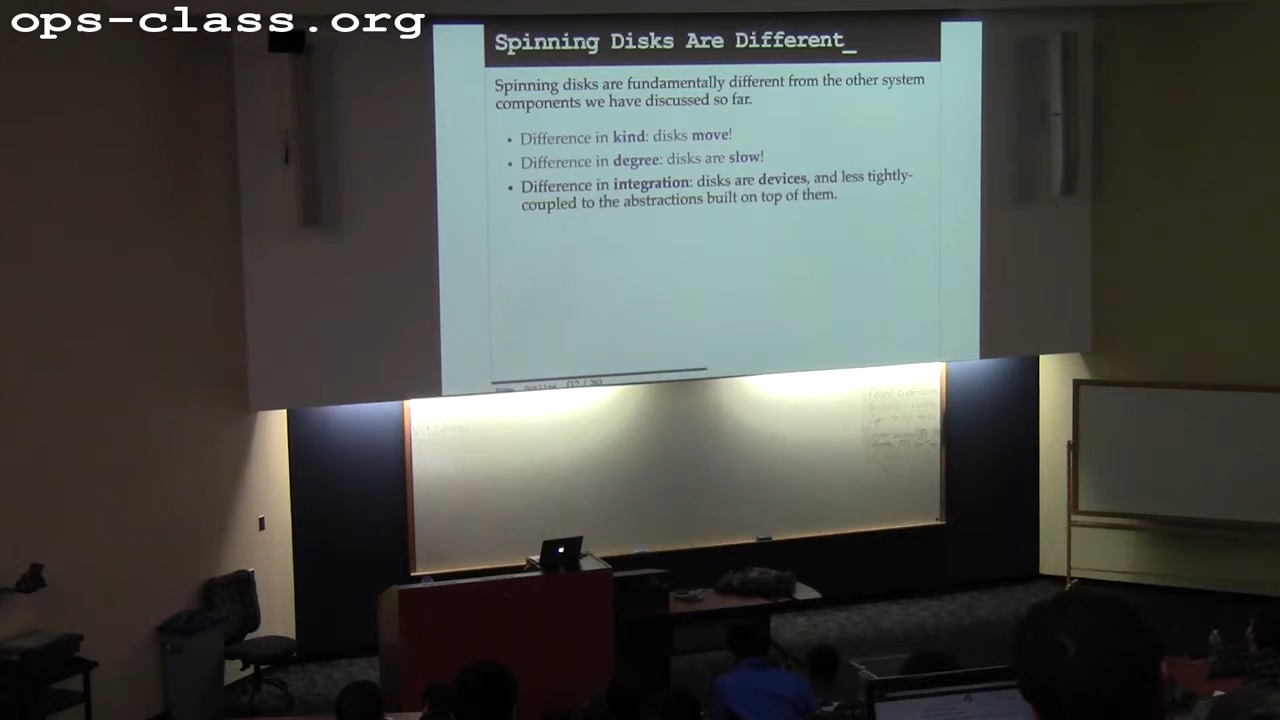 ops-class.org
Spinning Disks Are Different_
Spinning disks are fundamentally different from the other system
components we have discussed so far.
• Difference in kind: disks move!
• Difference in degree: disks are slow!
• Difference in integration: disks are devices, and less tightly-
coupled to the abstractions built on top of them.